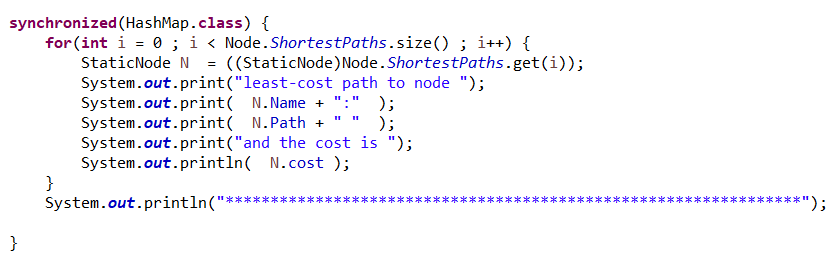 synchronized(HashMap.class) {
for(int i = 0 ; i < Node.ShortestPaths.size() ; i++) {
StaticNode N  = ((StaticNode)Node.ShortestPaths.get(i));
System.out.print("least-cost path to node ");
System.out.print(  N.Name + ":"  );
System.out.print(  N.Path + " "  );
System.out.print("and the cost is ");
System.out.println(  N.cost );
}
System.out.println("****************************************************************");
}